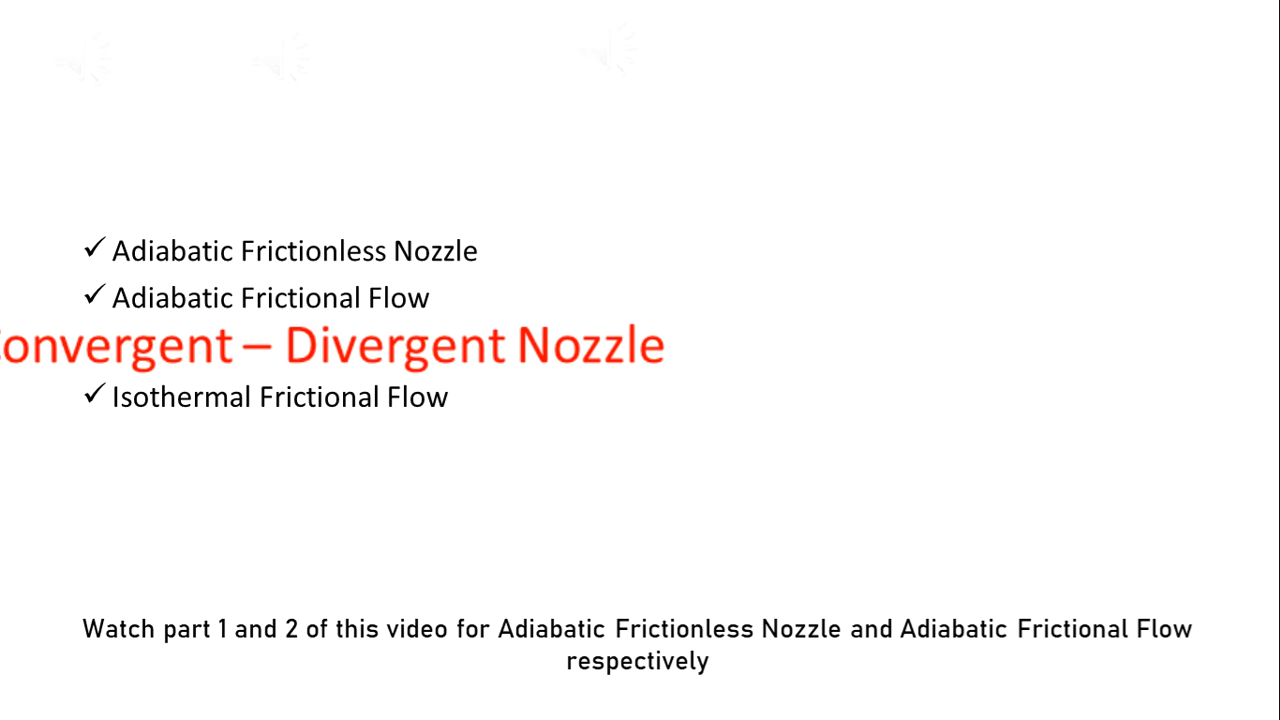 ✓ Adiabatic Frictionless Nozzle
✓ Adiabatic Frictional Flow
Convergent – Divergent Nozzle
✓ Isothermal Frictional Flow
Watch part 1 and 2 of this video for Adiabatic Frictionless Nozzle and Adiabatic Frictional Flow
respectively